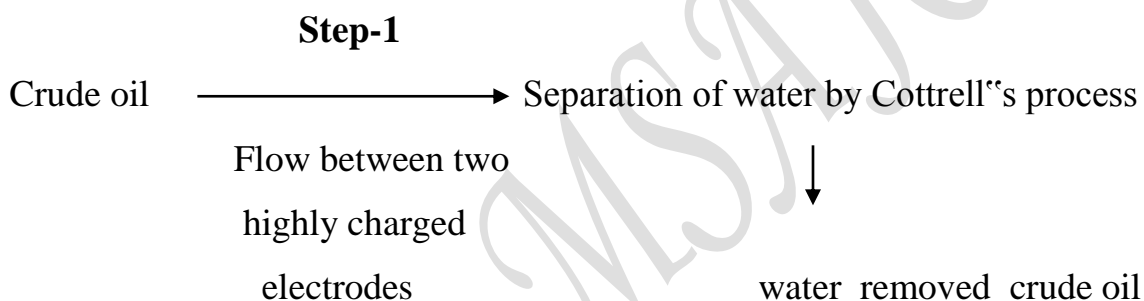 Step-1
Crude oil Separation of water by Cottrell‟s process
Flow between two
highly charged
electrodes water removed crude oil